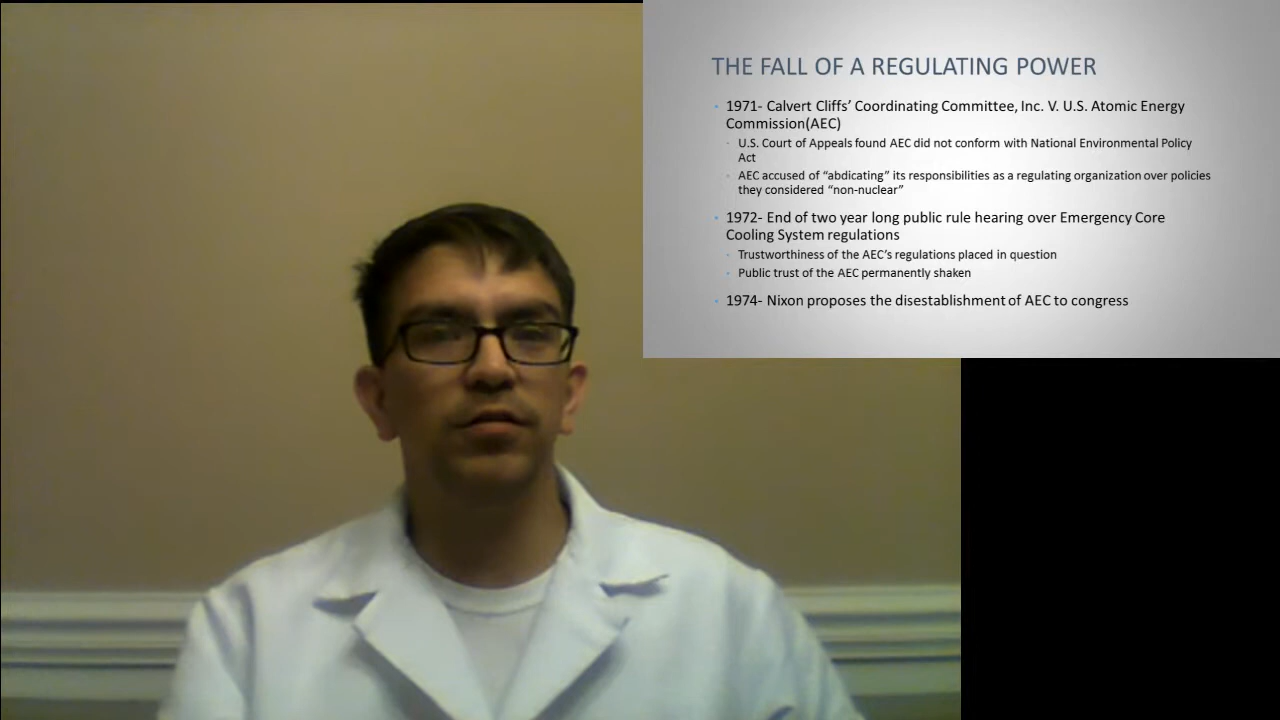 THE FALL OF A REGULATING POWER
1971- Calvert Cliffs’ Coordinating Committee, Inc. V. U.S. Atomic Energy
Commission(AEC)
U.S. Court of Appeals found AEC did not conform with National Environmental Policy
Act
AEC accused of “abdicating” its responsibilities as a regulating organization over policies
they considered “non-nuclear”
1972- End of two year long public rule hearing over Emergency Core
Cooling System regulations
Trustworthiness of the AEC’s regulations placed in question
Public trust of the AEC permanently shaken
1974- Nixon proposes the disestablishment of AEC to congress